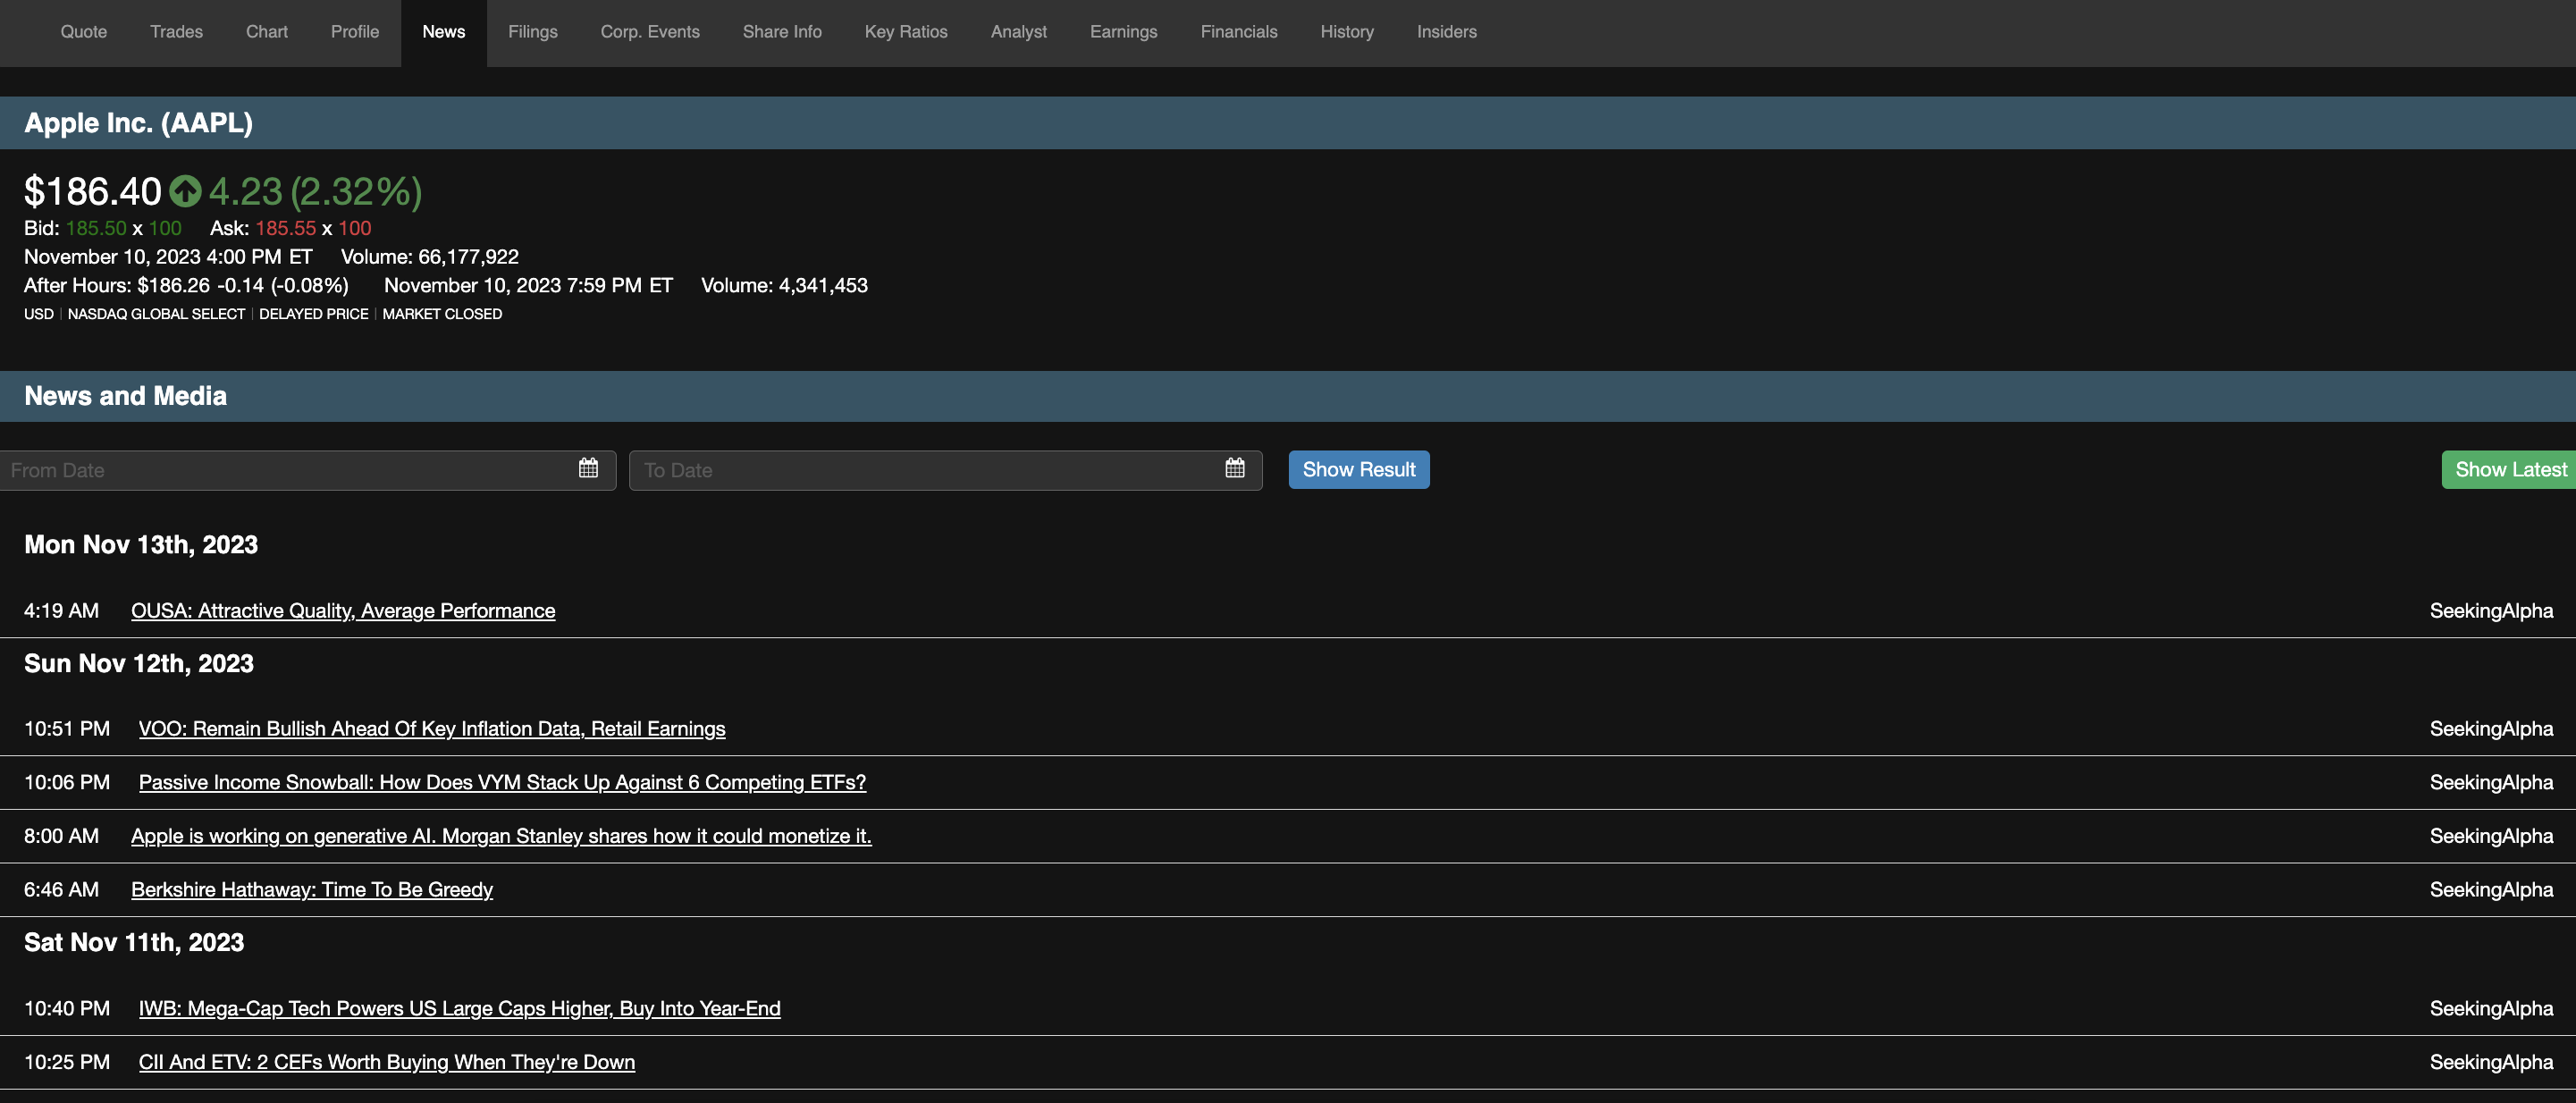 Quote Trades Chart Profile News Filings Corp. Events Share Info Key Ratios Analyst Earnings Financials History Insiders
Apple Inc. (AAPL)
$186.40 4.23 (2.32%)
Bid: 185.50 x 100 Ask: 185.55 x 100
November 10, 2023 4:00 PM ET Volume: 66,177,922
After Hours: $186.26 -0.14 (-0.08%) November 10, 2023 7:59 PM ET Volume: 4,341,453
USD | NASDAQ GLOBAL SELECT | DELAYED PRICE | MARKET CLOSED
News and Media
From Date To Date Show Result Show Latest
Mon Nov 13th, 2023
4:19 AM OUSA: Attractive Quality, Average Performance SeekingAlpha
Sun Nov 12th, 2023
10:51 PM VOO: Remain Bullish Ahead Of Key Inflation Data, Retail Earnings SeekingAlpha
10:06 PM Passive Income Snowball: How Does VYM Stack Up Against 6 Competing ETFs? SeekingAlpha
8:00 AM Apple is working on generative AI. Morgan Stanley shares how it could monetize it. SeekingAlpha
6:46 AM Berkshire Hathaway: Time To Be Greedy SeekingAlpha
Sat Nov 11th, 2023
10:40 PM IWB: Mega-Cap Tech Powers US Large Caps Higher, Buy Into Year-End SeekingAlpha
10:25 PM CII And ETV: 2 CEFs Worth Buying When They're Down SeekingAlpha